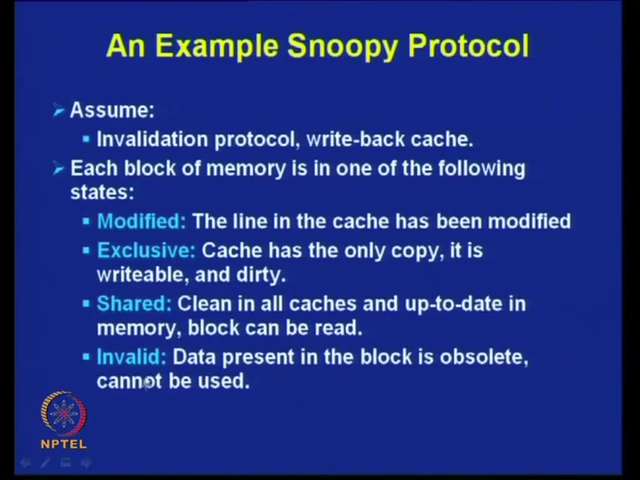 An Example Snoopy Protocol
Assume:
Invalidation protocol, write-back cache.
Each block of memory is in one of the following
states:
Modified: The line in the cache has been modified
Exclusive: Cache has the only copy, it is
writeable, and dirty.
Shared: Clean in all caches and up-to-date in
memory, block can be read.
Invalid: Data present in the block is obsolete,
cannot be used.
NPTEL